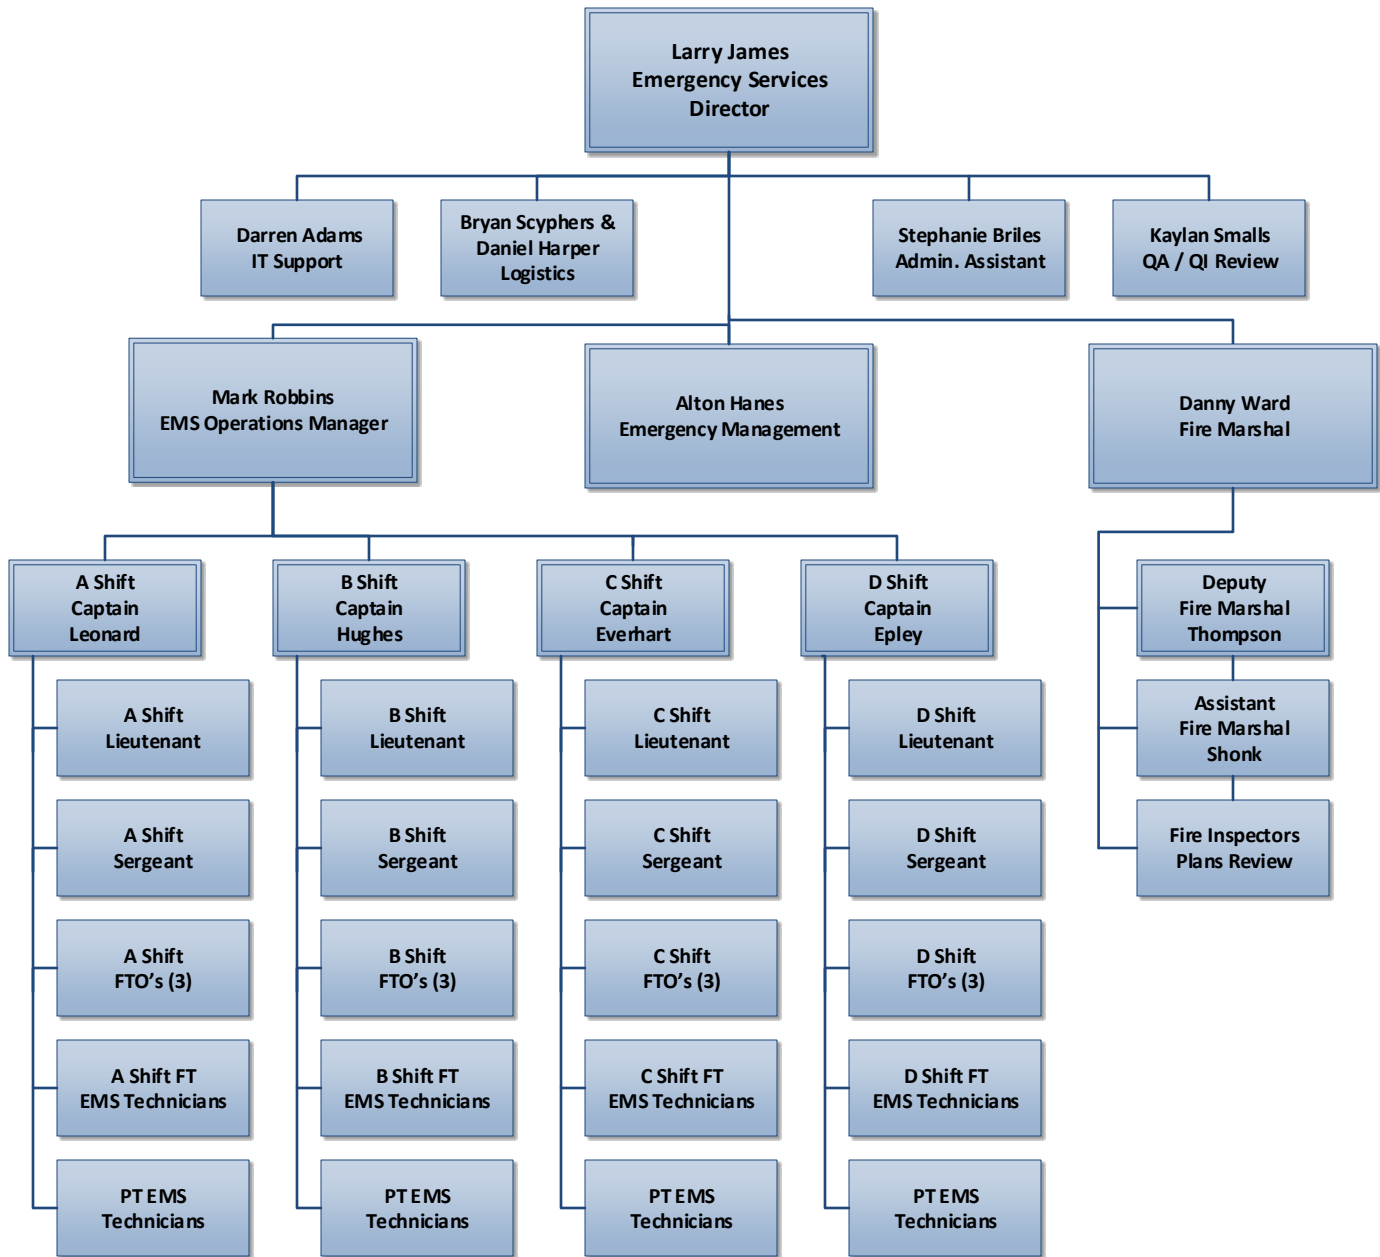 Larry James
Emergency Services
Director
Darren Adams
IT Support
Bryan Scyphers &
Daniel Harper
Logistics
Stephanie Briles
Admin. Assistant
Kaylan Smalls
QA / QI Review
Mark Robbins
EMS Operations Manager
Alton Hanes
Emergency Management
Danny Ward
Fire Marshal
A Shift
Captain
Leonard
B Shift
Captain
Hughes
C Shift
Captain
Everhart
D Shift
Captain
Epley
Deputy
Fire Marshal
Thompson
A Shift
Lieutenant
B Shift
Lieutenant
C Shift
Lieutenant
D Shift
Lieutenant
Assistant
Fire Marshal
Shonk
A Shift
Sergeant
B Shift
Sergeant
C Shift
Sergeant
D Shift
Sergeant
Fire Inspectors
Plans Review
A Shift
FTO’s (3)
B Shift
FTO’s (3)
C Shift
FTO’s (3)
D Shift
FTO’s (3)
A Shift FT
EMS Technicians
B Shift FT
EMS Technicians
C Shift FT
EMS Technicians
D Shift FT
EMS Technicians
PT EMS
Technicians
PT EMS
Technicians
PT EMS
Technicians
PT EMS
Technicians